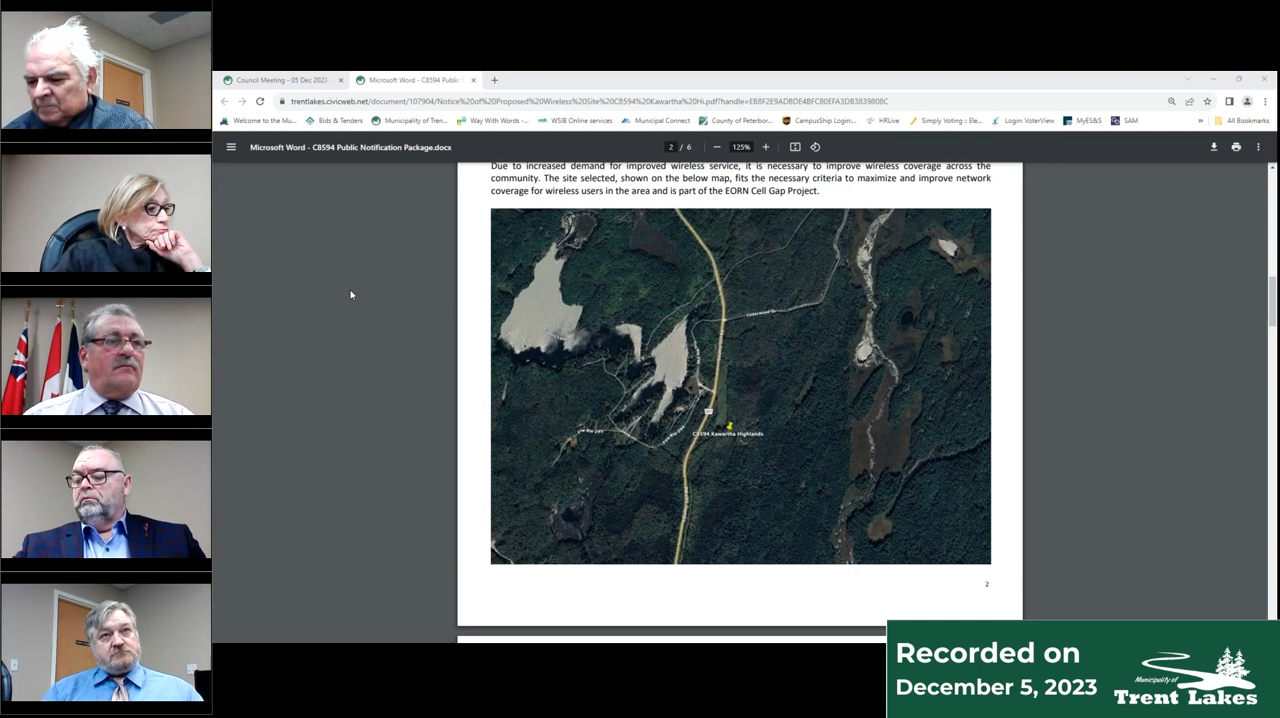 Council Meeting - 05 Dec 2023
Microsoft Word - C8594 Public
trentlakes.civicweb.net/document/107904/Notice%20of%20Proposed%20Wireless%20Site%20C8594%20Kawartha%20Hi.pdf?handle=EB8F2E9ADBDE4BFC80EFA3DB3839808C
Welcome to the Mu...
Bids & Tenders
Municipality of Tren...
Way With Words -...
WSIB Online services
Municipal Connect
County of Peterbor...
CampusShip Login:...
HRLive
Simply Voting :: Ele...
Login: VoterView
MyES&S
SAM
»
All Bookmarks
Microsoft Word - C8594 Public Notification Package.docx
2 / 6
125%
Due to increased demand for improved wireless service, it is necessary to improve wireless coverage across the
community. The site selected, shown on the below map, fits the necessary criteria to maximize and improve network
coverage for wireless users in the area and is part of the EORN Cell Gap Project.
Cedarwood Dr
C8594 Kawartha Highlands
2
Recorded on
December 5, 2023
Municipality of
Trent Lakes